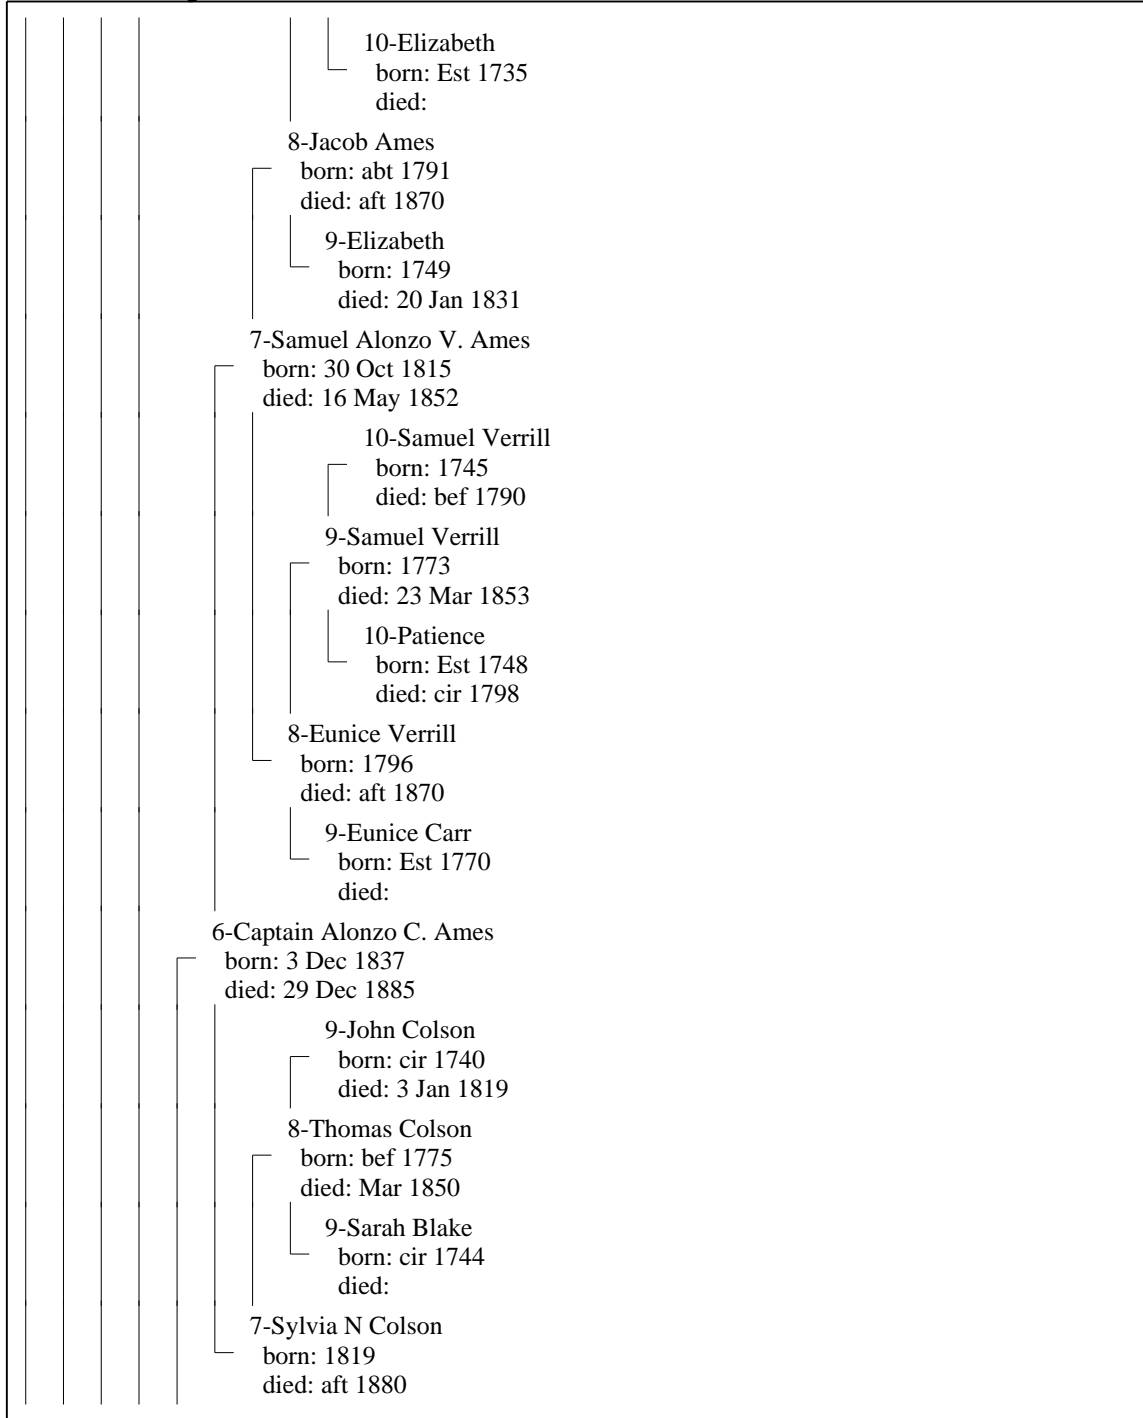 10-Elizabeth
born: Est 1735
died:
8-Jacob Ames
born: abt 1791
died: aft 1870
9-Elizabeth
born: 1749
died: 20 Jan 1831
7-Samuel Alonzo V. Ames
born: 30 Oct 1815
died: 16 May 1852
10-Samuel Verrill
born: 1745
died: bef 1790
9-Samuel Verrill
born: 1773
died: 23 Mar 1853
10-Patience
born: Est 1748
died: cir 1798
8-Eunice Verrill
born: 1796
died: aft 1870
9-Eunice Carr
born: Est 1770
died:
6-Captain Alonzo C. Ames
born: 3 Dec 1837
died: 29 Dec 1885
9-John Colson
born: cir 1740
died: 3 Jan 1819
8-Thomas Colson
born: bef 1775
died: Mar 1850
9-Sarah Blake
born: cir 1744
died:
7-Sylvia N Colson
born: 1819
died: aft 1880